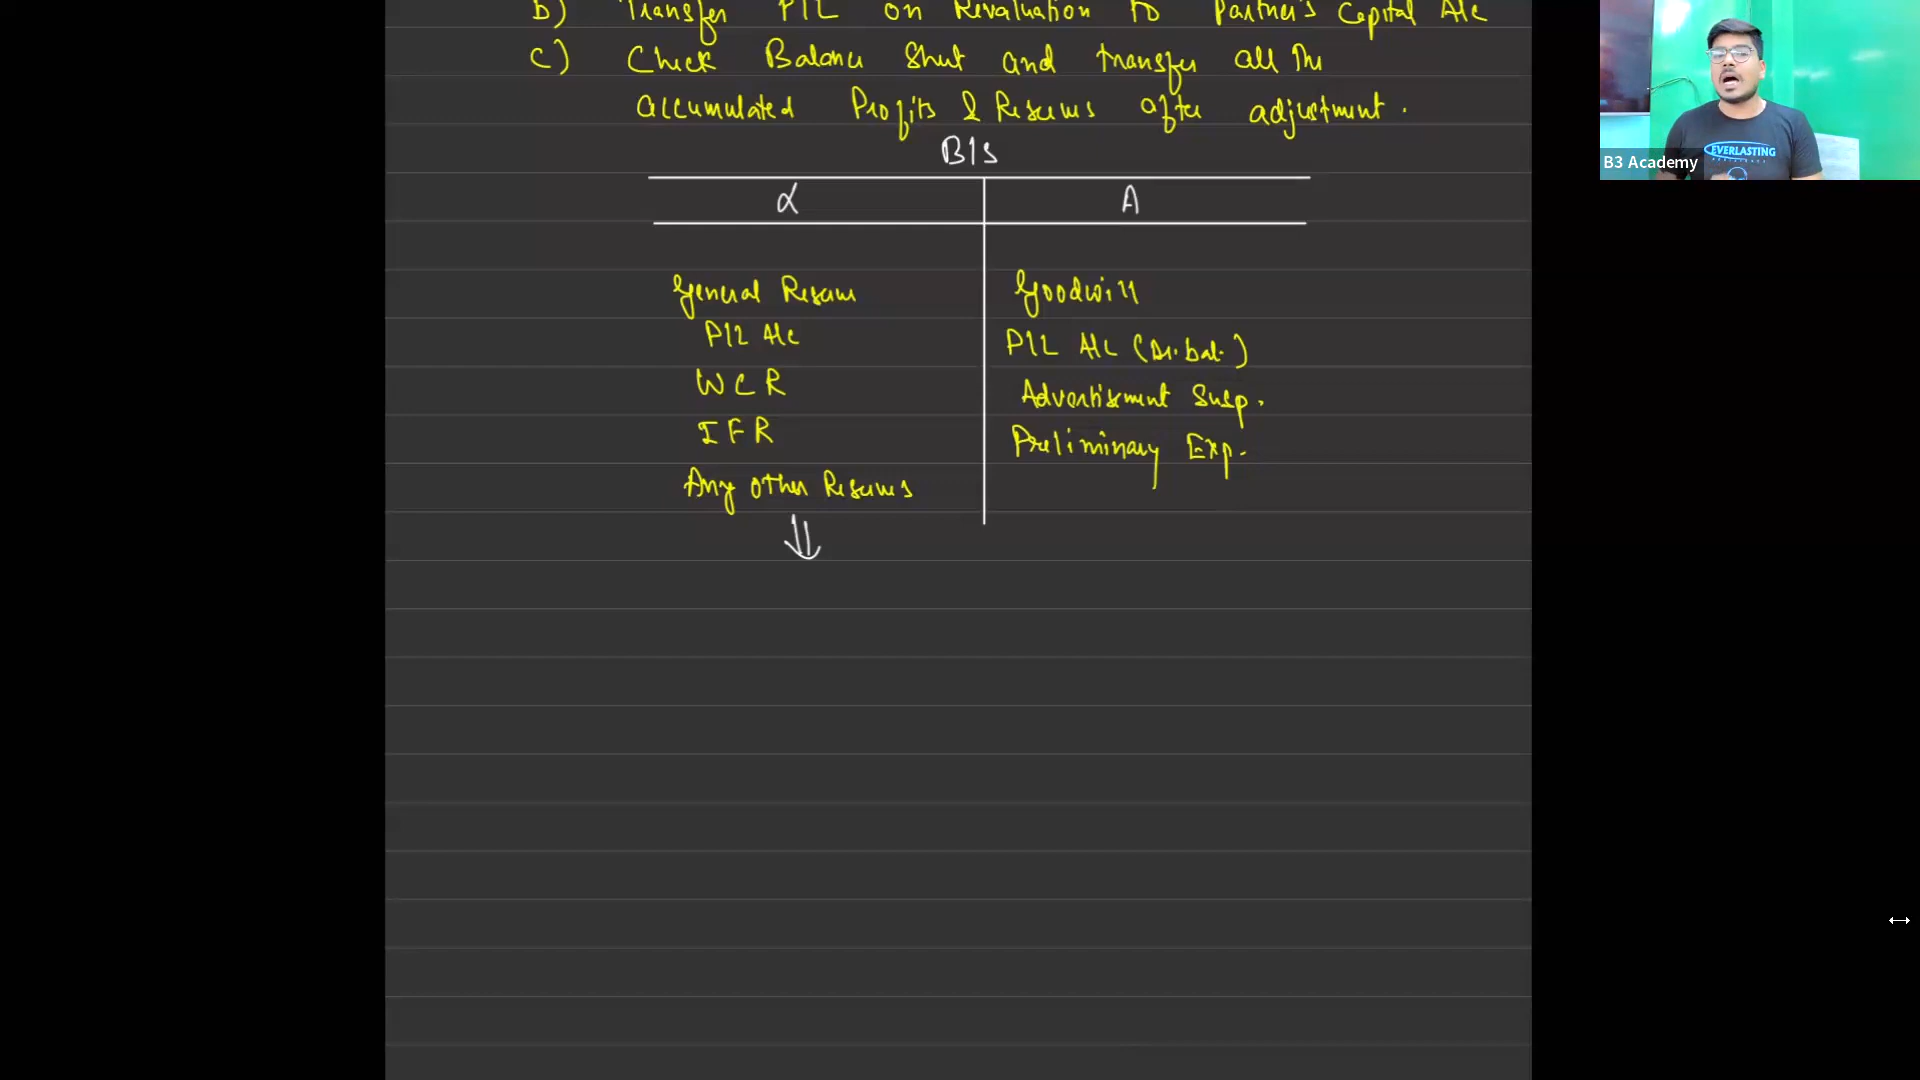 b) Transfer P/L on Revaluation to Partner's Capital A/c
c) Check Balance Sheet and transfer all the
accumulated Profits & Reserves after adjustment.
B/S
L A
General Reserve Goodwill
P/L A/c P/L A/c (Dr. bal.)
WCR Advertisement Susp.
IFR Preliminary Exp.
Any other Reserves
EVERLASTING
B3 Academy